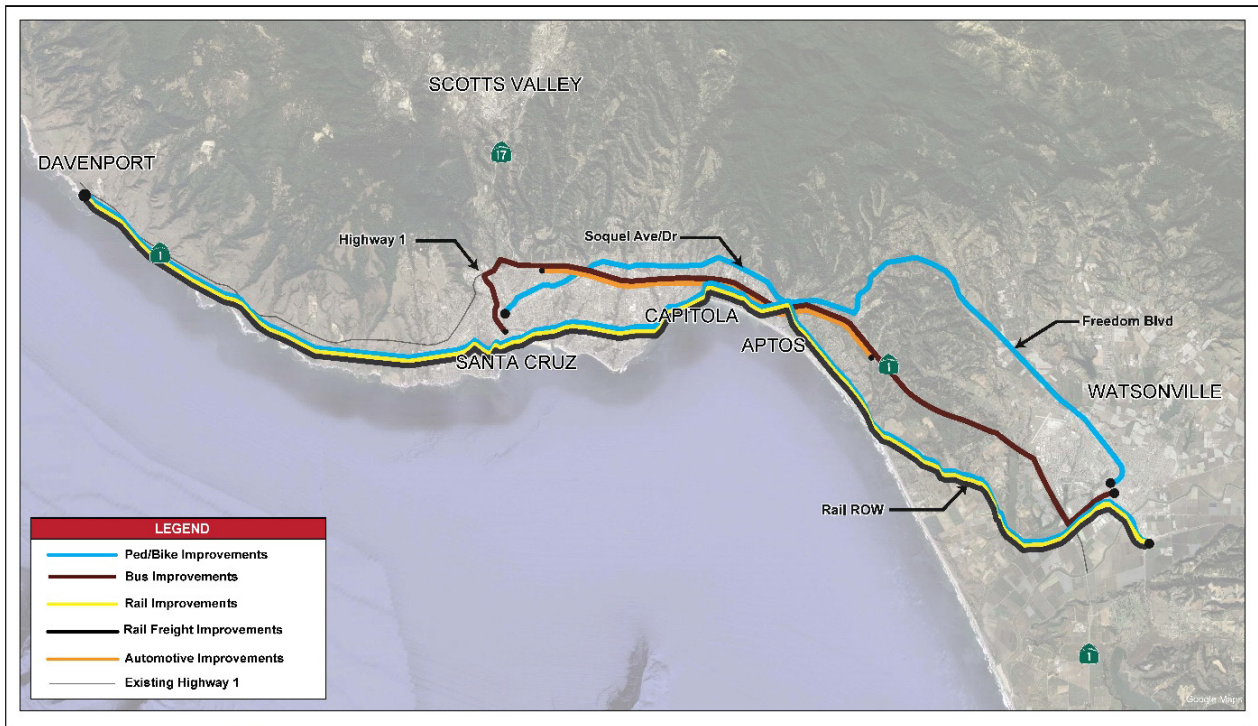 SCOTTS VALLEY
17
DAVENPORT
1
Highway 1
Soquel Ave/Dr
CAPITOLA
SANTA CRUZ
APTOS
1
Freedom Blvd
WATSONVILLE
Rail ROW
LEGEND
Ped/Bike Improvements
Bus Improvements
Rail Improvements
Rail Freight Improvements
Automotive Improvements
Existing Highway 1
1
Google Maps